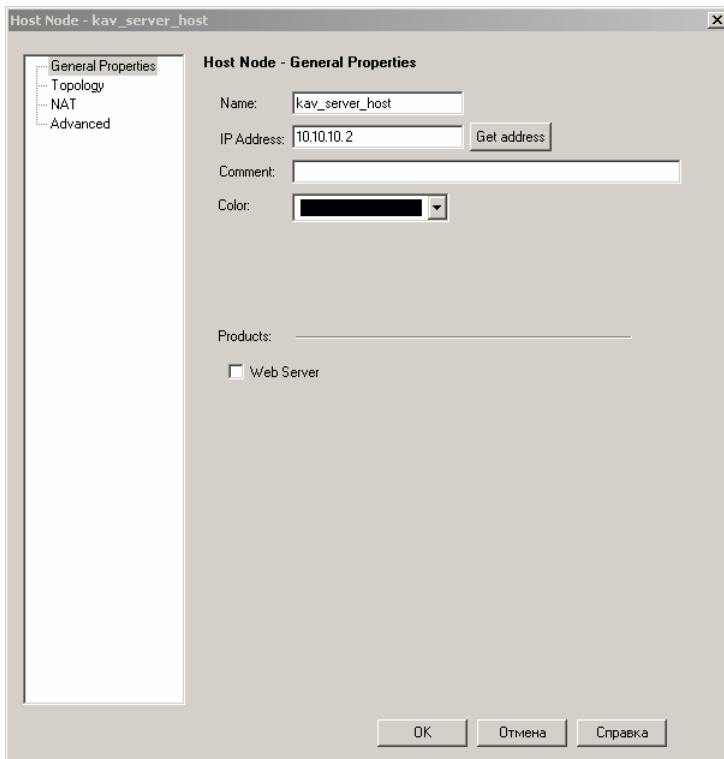 Host Node - kav_server_host
General Properties
Topology
NAT
Advanced
Host Node - General Properties
Name: kav_server_host
IP Address: 10.10.10. 2 Get address
Comment:
Color:
Products:
Web Server
OK Отмена Справка